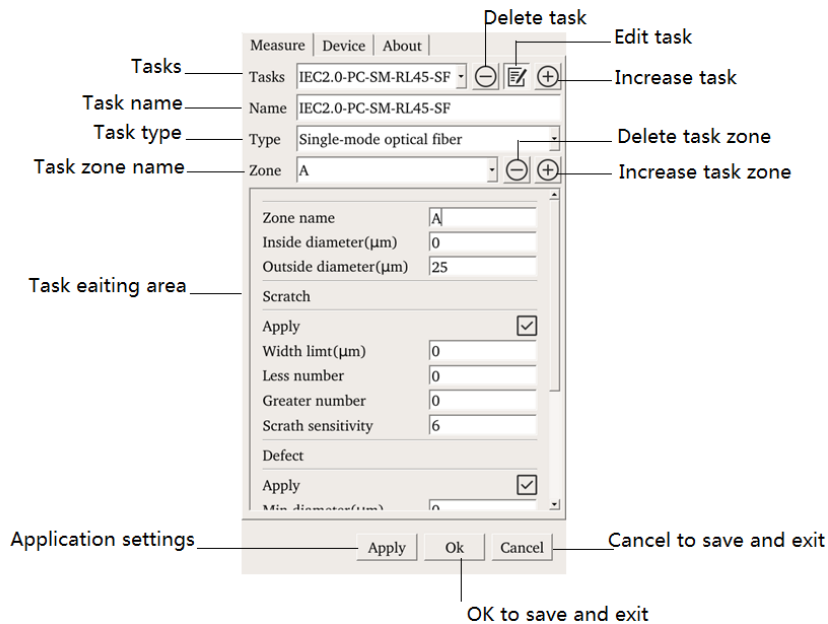 Delete task
Edit task
Measure Device About
Tasks
Tasks IEC2.0-PC-SM-RL45-SF
Increase task
Task name
Name IEC2.0-PC-SM-RL45-SF
Task type
Type Single-mode optical fiber
Delete task zone
Task zone name
Zone A
Increase task zone
Zone name A
Inside diameter(μm) 0
Outside diameter(μm) 25
Task eaiting area
Scratch
Apply
Width limt(μm) 0
Less number 0
Greater number 0
Scrath sensitivity 6
Defect
Apply
Min diameter(μm) 0
Application settings
Apply Ok Cancel
Cancel to save and exit
OK to save and exit